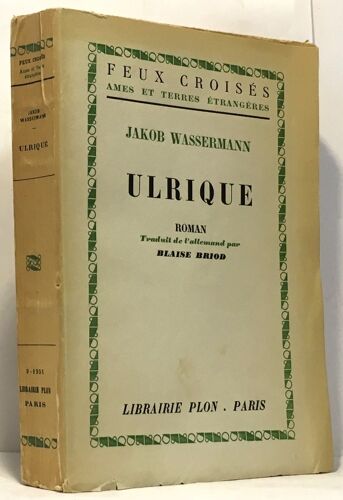 FEUX CROISÉS
AMES ET TERRES ÉTRANGÈRES
JAKOB WASSERMANN
ULRIQUE
ROMAN
Traduit de l'allemand par
BLAISE BRIOD
LIBRAIRIE PLON . PARIS
FEUX CROISÉS
JAKOB
WASSERMANN
ULRIQUE
LIBRAIRIE PLON
PARIS